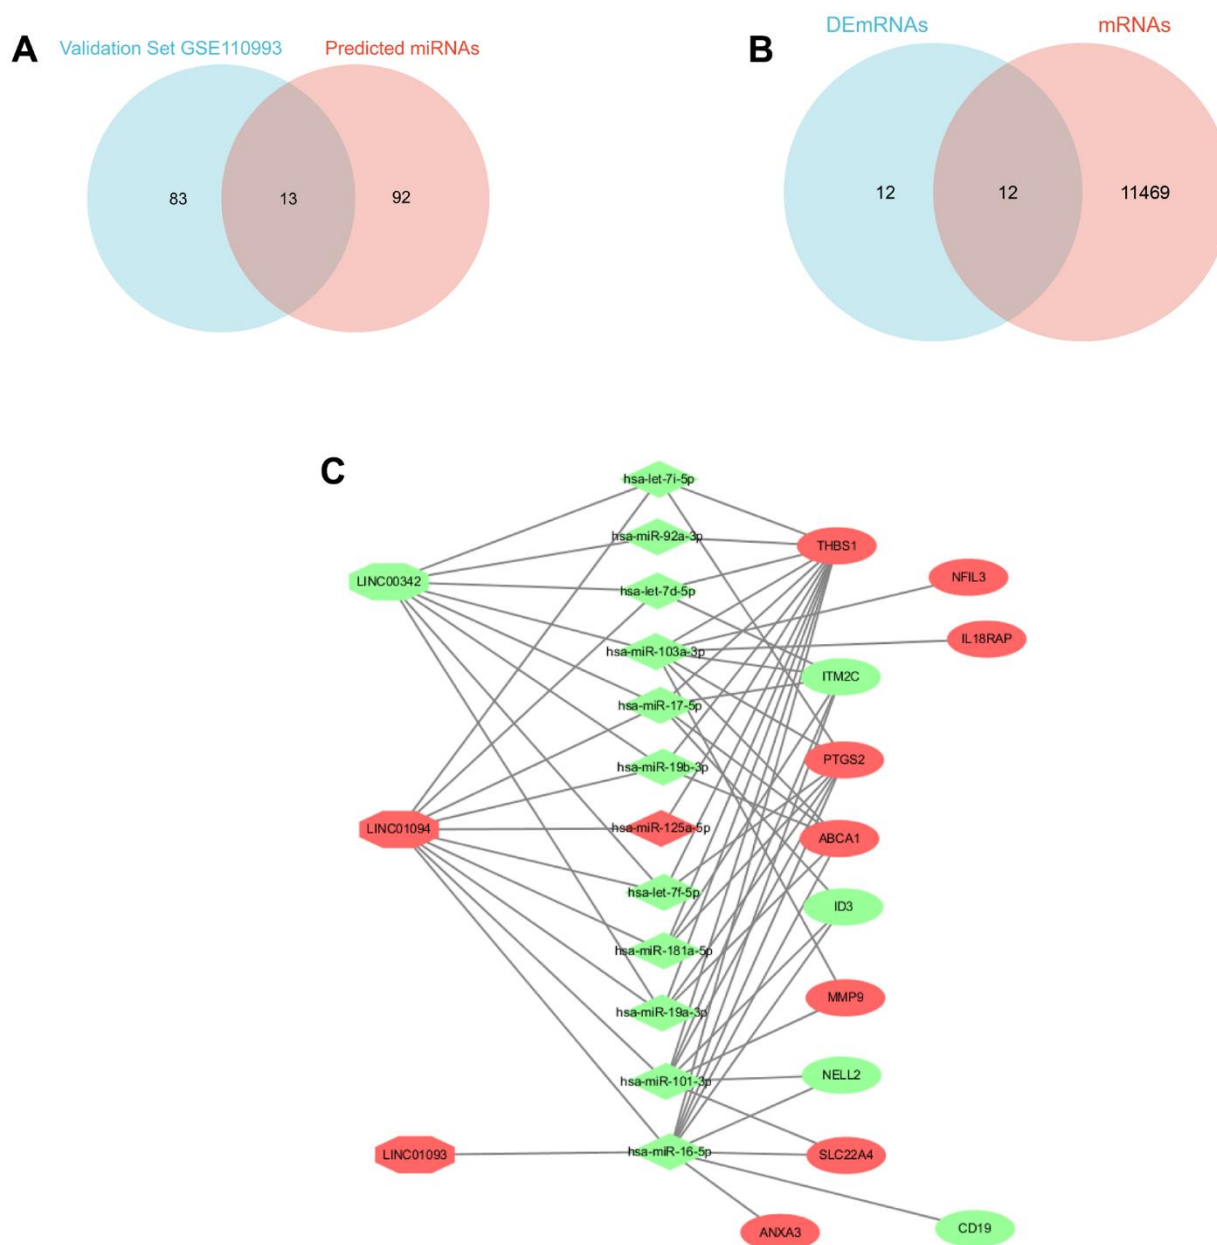 A
Validation Set GSE110993
Predicted miRNAs
83
13
92
B
DEmRNAs
mRNAs
12
12
11469
C
hsa-let-7i-5p
hsa-miR-92a-3p
THBS1
LINC00342
hsa-let-7d-5p
NFIL3
hsa-miR-103a-3p
IL18RAP
ITM2C
hsa-miR-17-5p
hsa-miR-19b-3p
PTGS2
LINC01094
hsa-miR-125a-5p
ABCA1
hsa-let-7f-5p
ID3
hsa-miR-181a-5p
MMP9
hsa-miR-19a-3p
hsa-miR-101-3p
NELL2
LINC01093
hsa-miR-16-5p
SLC22A4
ANXA3
CD19